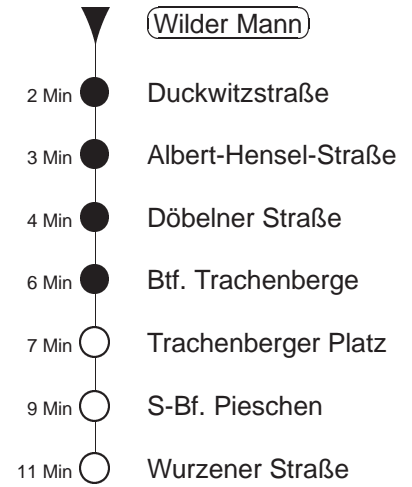 Wilder Mann
2 Min Duckwitzstraße
3 Min Albert-Hensel-Straße
4 Min Döbelner Straße
6 Min Btf. Trachenberge
7 Min Trachenberger Platz
9 Min S-Bf. Pieschen
11 Min Wurzener Straße